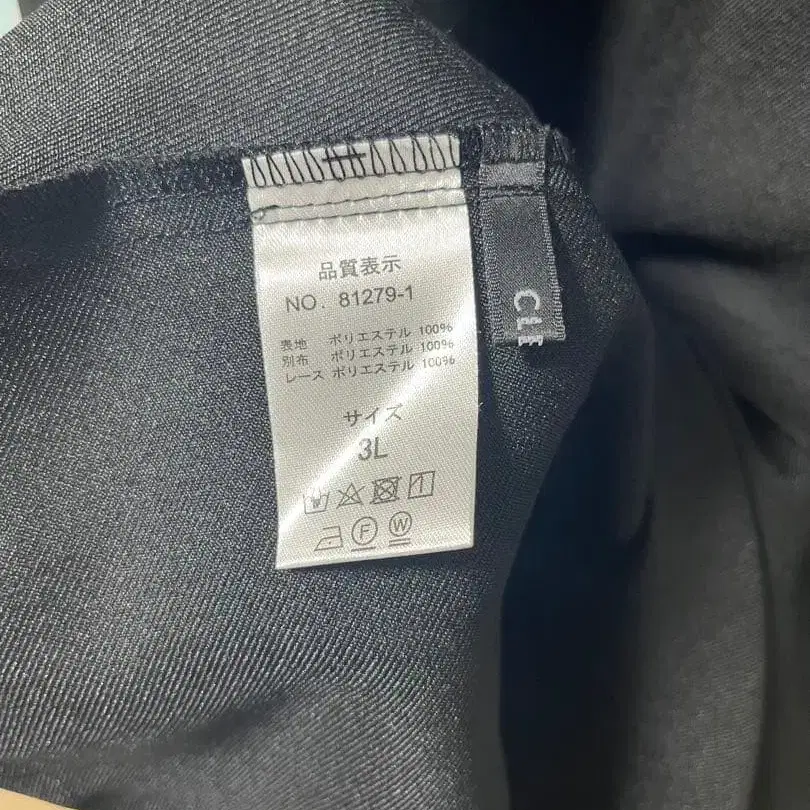 品質表示
NO. 81279-1
表地 ポリエステル 100%
別布 ポリエステル 100%
レース ポリエステル 100%
サイズ
3L
F W
CLE